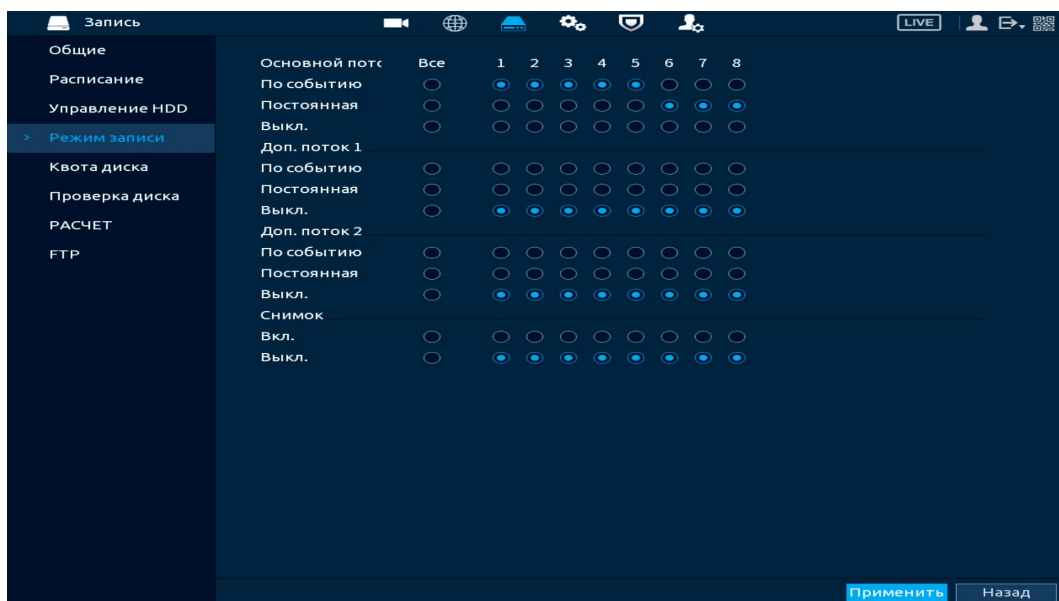 Запись
LIVE
Общие
Расписание
Управление HDD
> Режим записи
Квота диска
Проверка диска
РАСЧЕТ
FTP
Основной пото Все 1 2 3 4 5 6 7 8
По событию
Постоянная
Выкл.
Доп. поток 1
По событию
Постоянная
Выкл.
Доп. поток 2
По событию
Постоянная
Выкл.
Снимок
Вкл.
Выкл.
Применить Назад